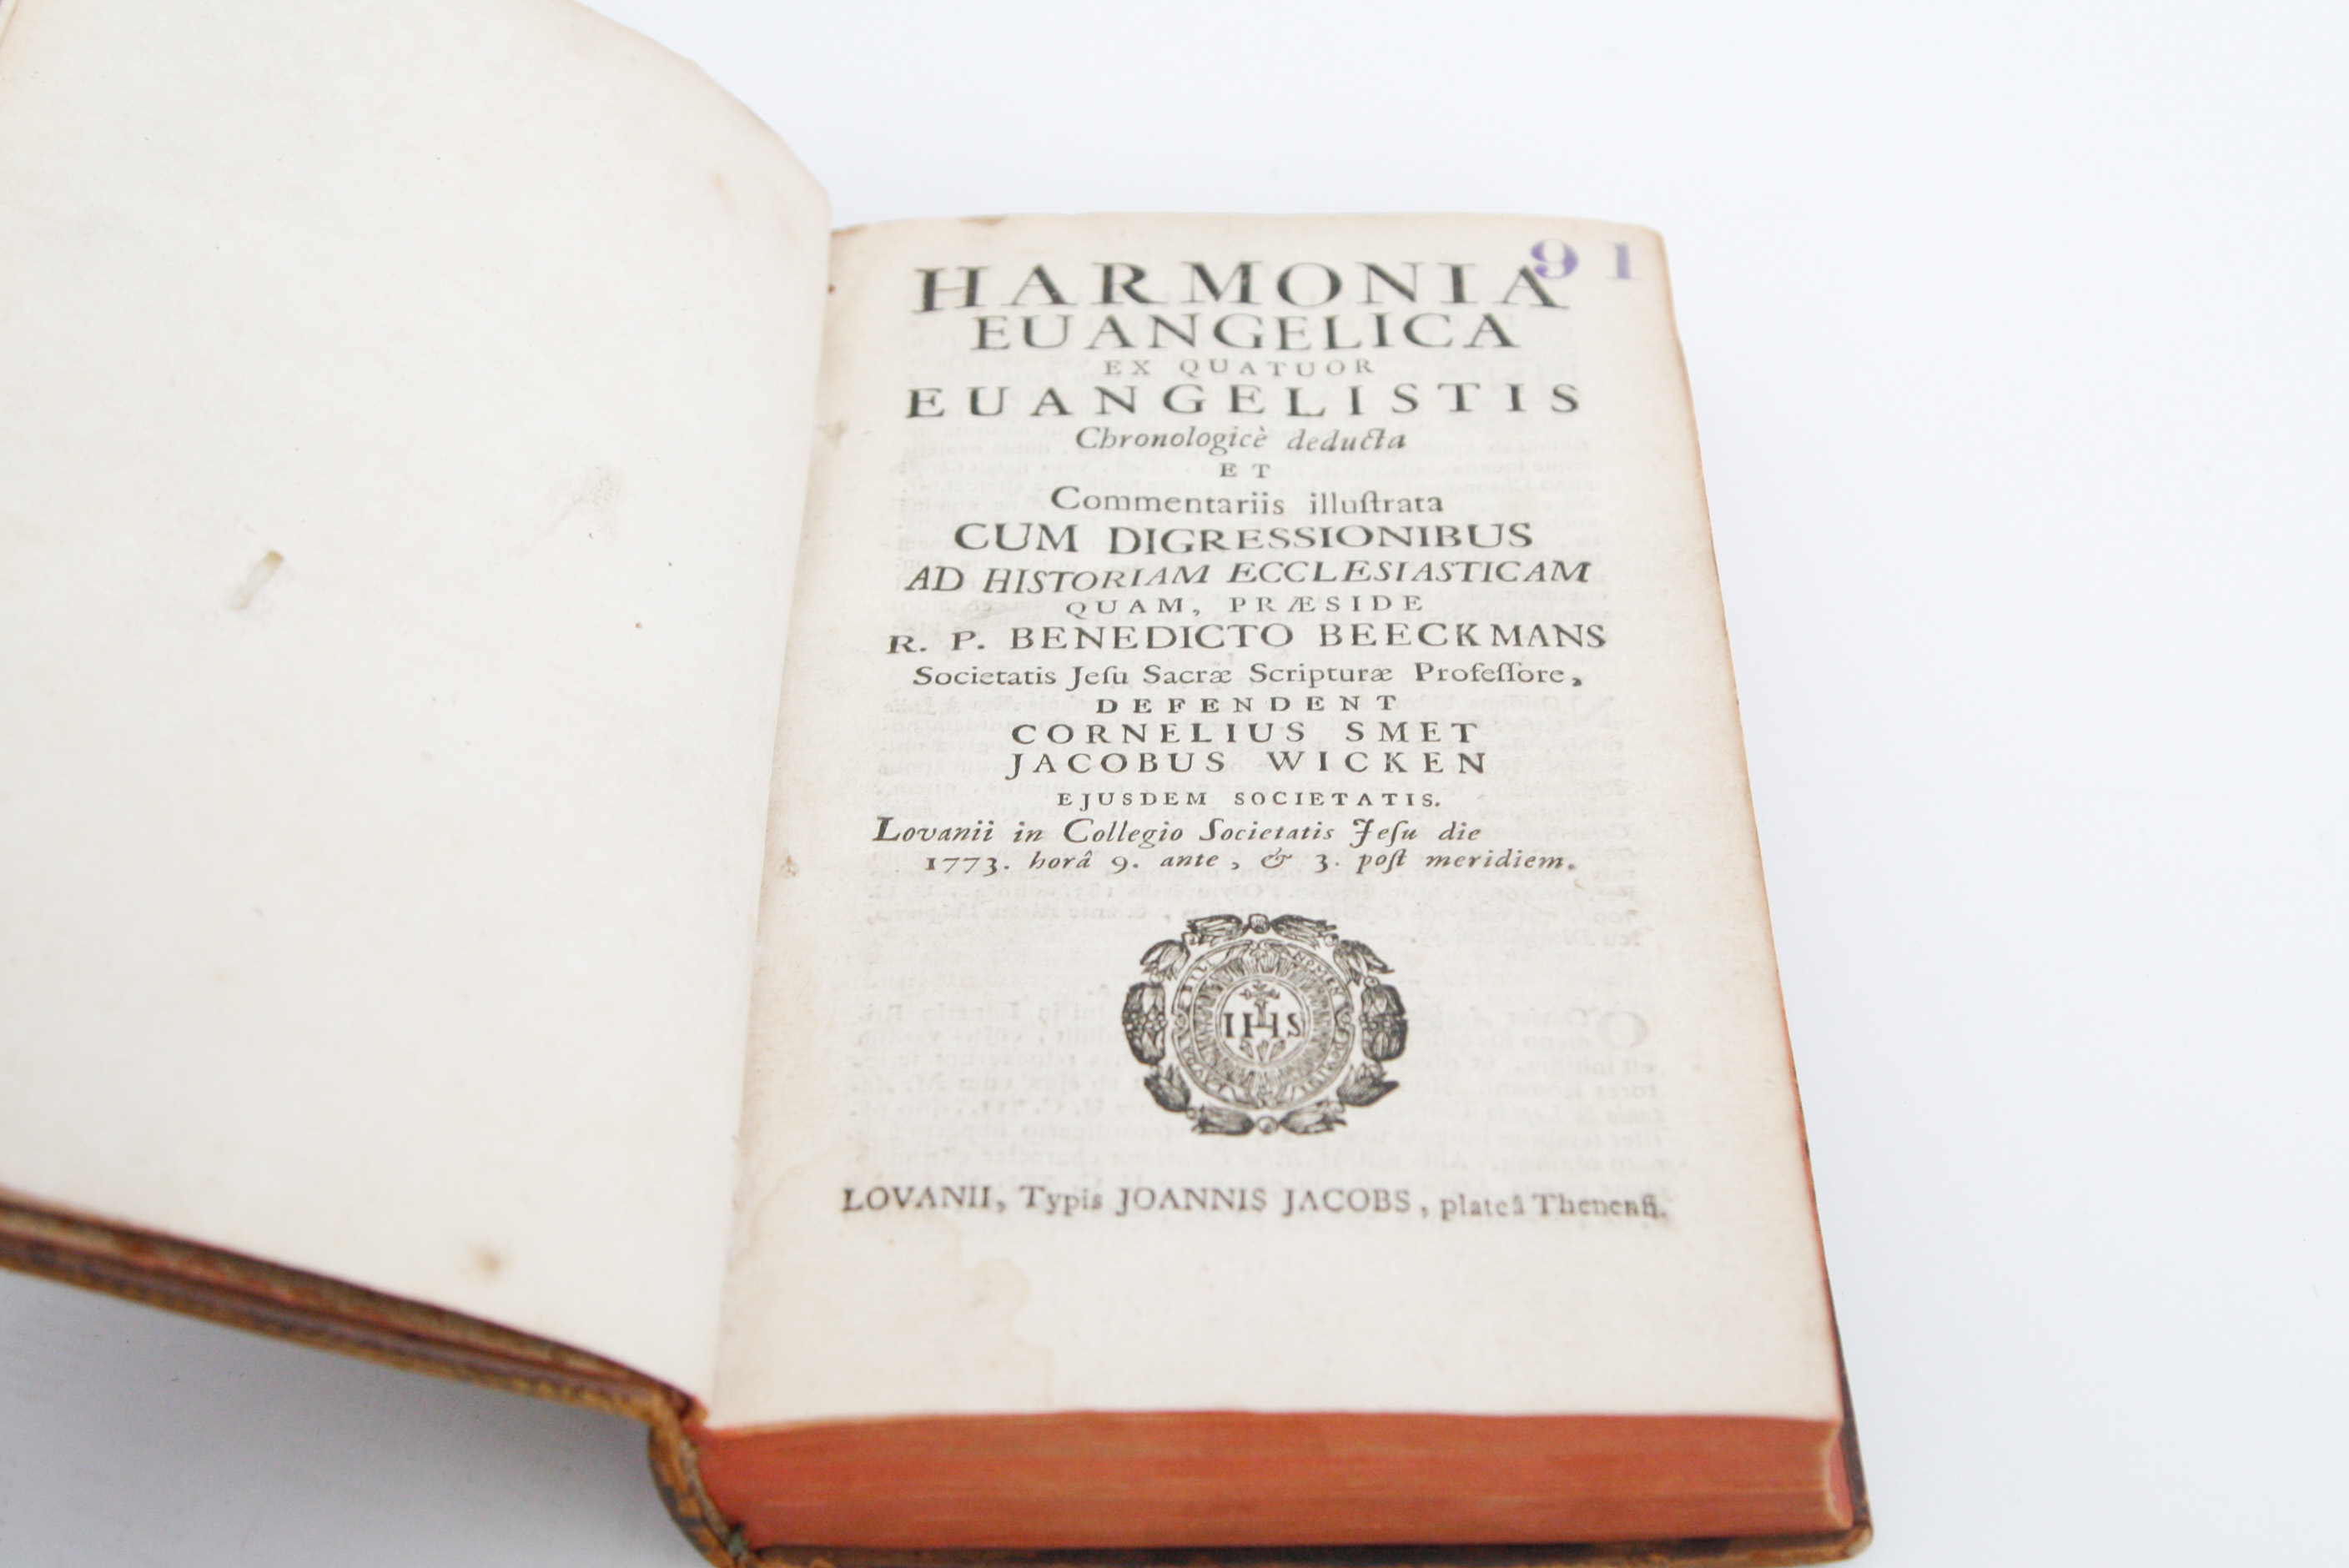 91
HARMONIA
EUANGELICA
EX QUATUOR
EUANGELISTIS
Chronologicè deducta
ET
Commentariis illuſtrata
CUM DIGRESSIONIBUS
AD HISTORIAM ECCLESIASTICAM
QUAM, PRÆSIDE
R. P. BENEDICTO BEECKMANS
Societatis Jeſu Sacræ Scripturæ Profeſſore,
DEFENDENT
CORNELIUS SMET
JACOBUS WICKEN
EJUSDEM SOCIETATIS.
Lovanii in Collegio Societatis Jeſu die
1773. horâ 9. ante, & 3. poſt meridiem.
NOMEN
IHS
LOVANII, Typis JOANNIS JACOBS, plateâ Thenenſi.